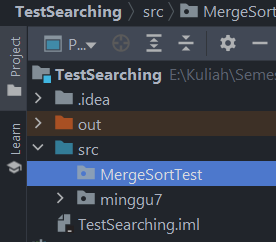 TestSearching src MergeSort
P...
Project
TestSearching E:\Kuliah\Semes
.idea
out
Learn
src
MergeSortTest
minggu7
TestSearching.iml